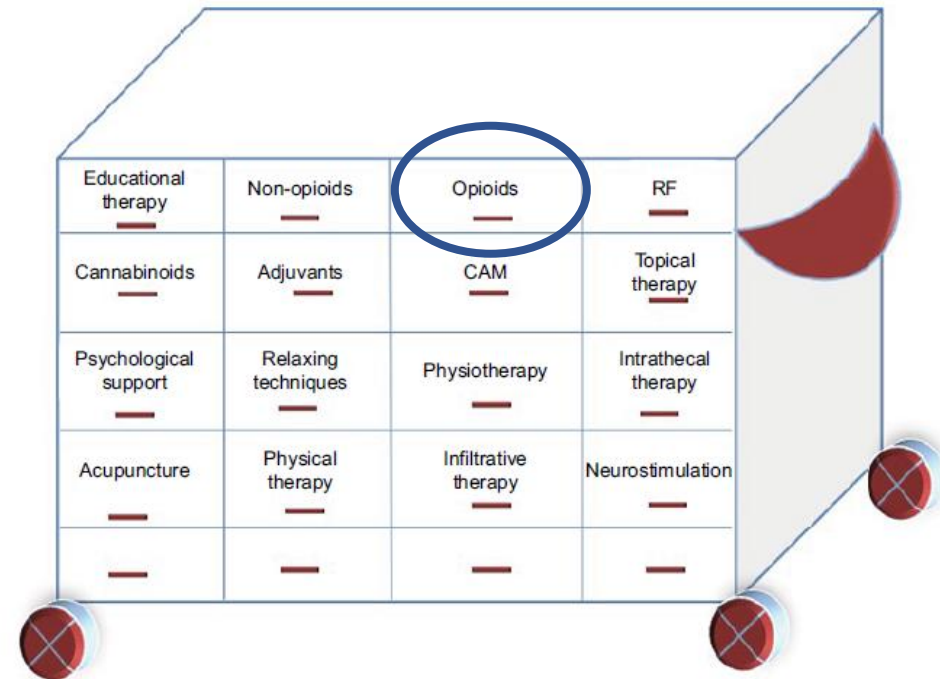 Educational
therapy
Non-opioids
Opioids
RF
Cannabinoids
Adjuvants
CAM
Topical
therapy
Psychological
support
Relaxing
techniques
Physiotherapy
Intrathecal
therapy
Acupuncture
Physical
therapy
Infiltrative
therapy
Neurostimulation